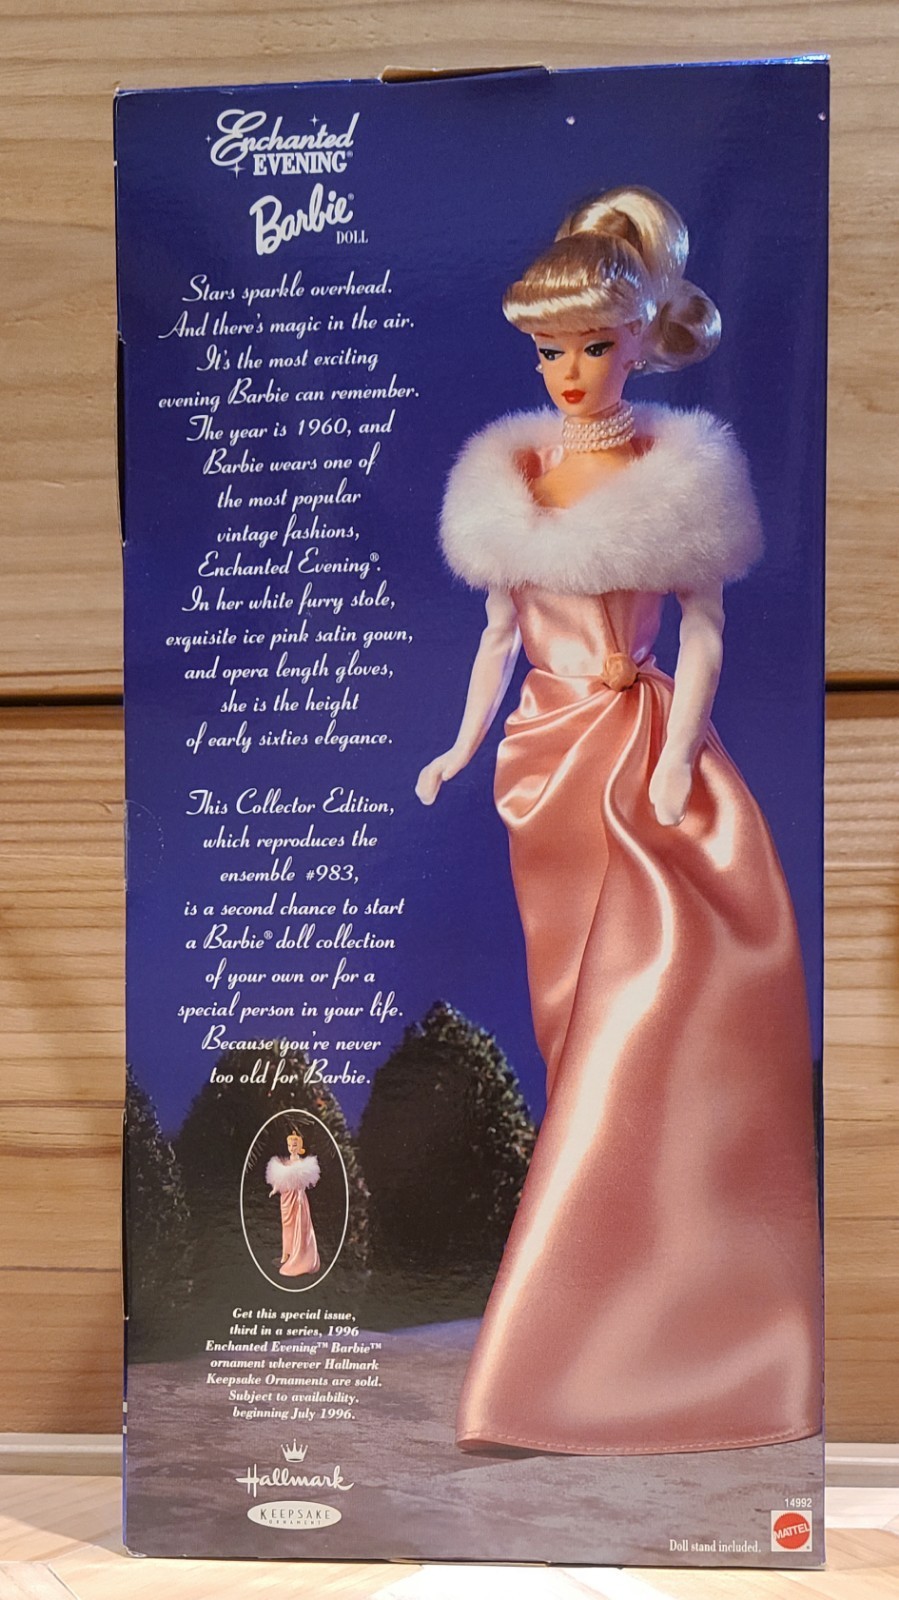 Enchanted
EVENING®
Barbie®
DOLL
Stars sparkle overhead.
And there's magic in the air.
It's the most exciting
evening Barbie can remember.
The year is 1960, and
Barbie wears one of
the most popular
vintage fashions,
Enchanted Evening®.
In her white furry stole,
exquisite ice pink satin gown,
and opera length gloves,
she is the height
of early sixties elegance.
This Collector Edition,
which reproduces the
ensemble #983,
is a second chance to start
a Barbie® doll collection
of your own or for a
special person in your life.
Because you're never
too old for Barbie.
Get this special issue,
third in a series, 1996
Enchanted Evening™ Barbie™
ornament wherever Hallmark
Keepsake Ornaments are sold.
Subject to availability.
beginning July 1996.
Hallmark
KEEPSAKE
ORNAMENT
14992
MATTEL
Doll stand included.